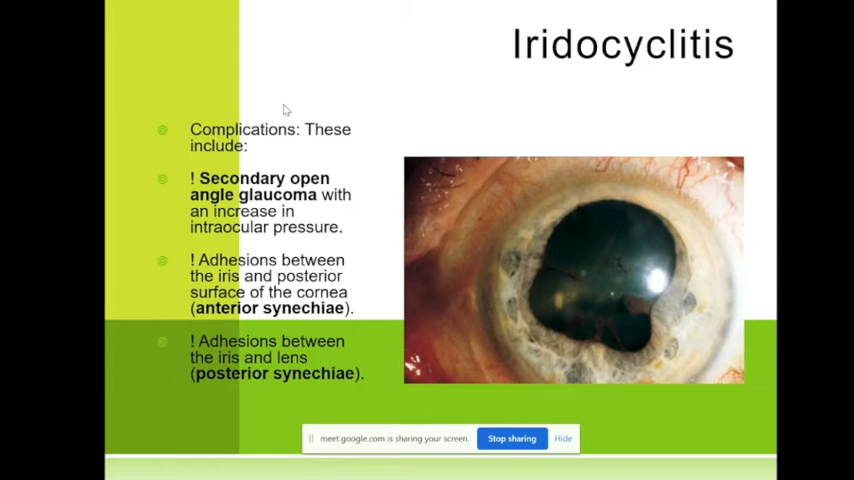 Iridocyclitis
Complications: These
include:
! Secondary open
angle glaucoma with
an increase in
intraocular pressure.
! Adhesions between
the iris and posterior
surface of the cornea
(anterior synechiae).
! Adhesions between
the iris and lens
(posterior synechiae).
meet.google.com is sharing your screen. Stop sharing Hide